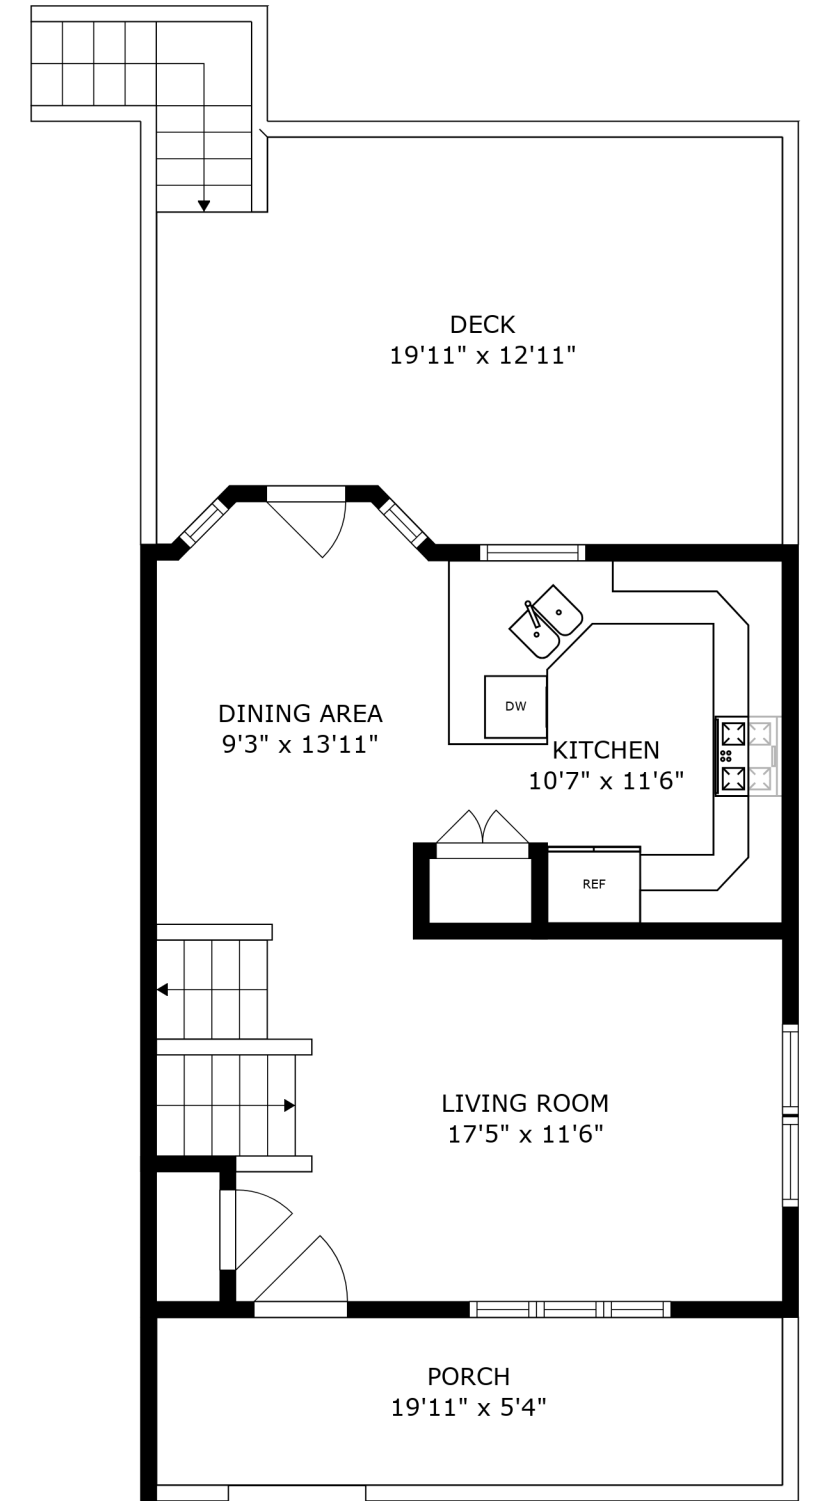 DECK
19'11" x 12'11"
DINING AREA
9'3" x 13'11"
DW
KITCHEN
10'7" x 11'6"
REF
LIVING ROOM
17'5" x 11'6"
PORCH
19'11" x 5'4"